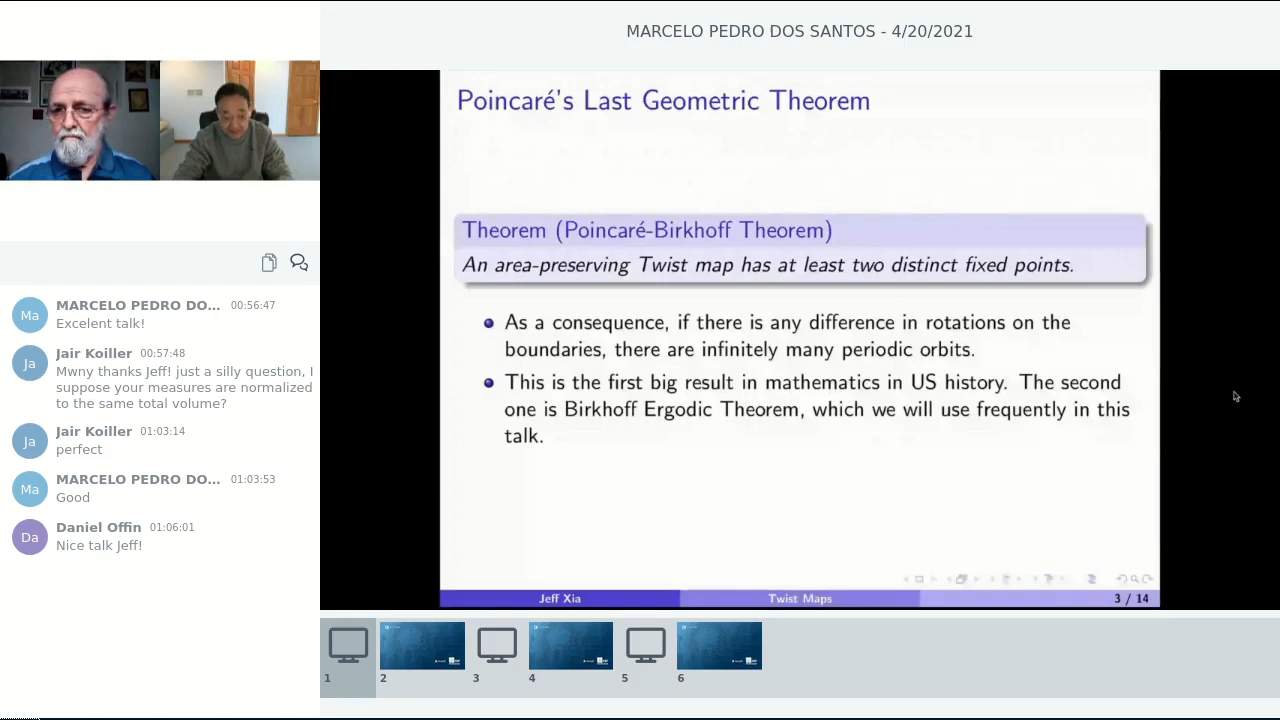 MARCELO PEDRO DOS SANTOS - 4/20/2021
Poincaré's Last Geometric Theorem
Theorem (Poincaré-Birkhoff Theorem)
An area-preserving Twist map has at least two distinct fixed points.
As a consequence, if there is any difference in rotations on the
boundaries, there are infinitely many periodic orbits.
This is the first big result in mathematics in US history. The second
one is Birkhoff Ergodic Theorem, which we will use frequently in this
talk.
Jeff Xia
Twist Maps
3 / 14
Ma
MARCELO PEDRO DO... 00:56:47
Excelent talk!
Ja
Jair Koiller 00:57:48
Mwny thanks Jeff! just a silly question, I
suppose your measures are normalized
to the same total volume?
Ja
Jair Koiller 01:03:14
perfect
Ma
MARCELO PEDRO DO... 01:03:53
Good
Da
Daniel Offin 01:06:01
Nice talk Jeff!
1
2
3
4
5
6